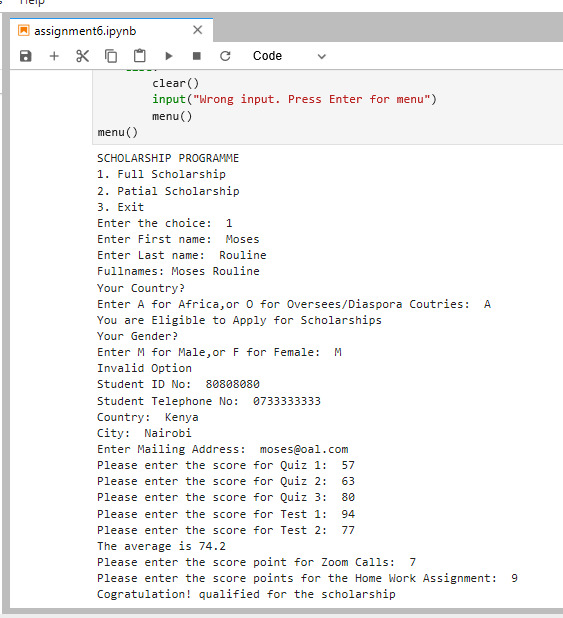 Help
assignment6.ipynb
Code
clear()
input("Wrong input. Press Enter for menu")
menu()
menu()
SCHOLARSHIP PROGRAMME
1. Full Scholarship
2. Patial Scholarship
3. Exit
Enter the choice: 1
Enter First name: Moses
Enter Last name: Rouline
Fullnames: Moses Rouline
Your Country?
Enter A for Africa,or O for Oversees/Diaspora Coutries: A
You are Eligible to Apply for Scholarships
Your Gender?
Enter M for Male,or F for Female: M
Invalid Option
Student ID No: 80808080
Student Telephone No: 0733333333
Country: Kenya
City: Nairobi
Enter Mailing Address: moses@oal.com
Please enter the score for Quiz 1: 57
Please enter the score for Quiz 2: 63
Please enter the score for Quiz 3: 80
Please enter the score for Test 1: 94
Please enter the score for Test 2: 77
The average is 74.2
Please enter the score point for Zoom Calls: 7
Please enter the score points for the Home Work Assignment: 9
Cogratulation! qualified for the scholarship